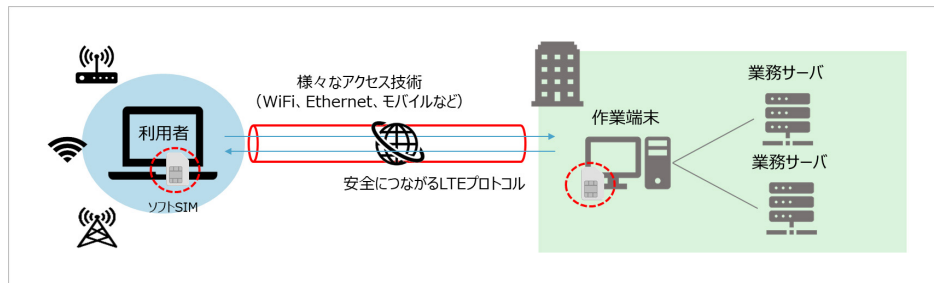 様々なアクセス技術
（WiFi、Ethernet、モバイルなど）
利用者
ソフトSIM
安全につながるLTEプロトコル
作業端末
業務サーバ
業務サーバ